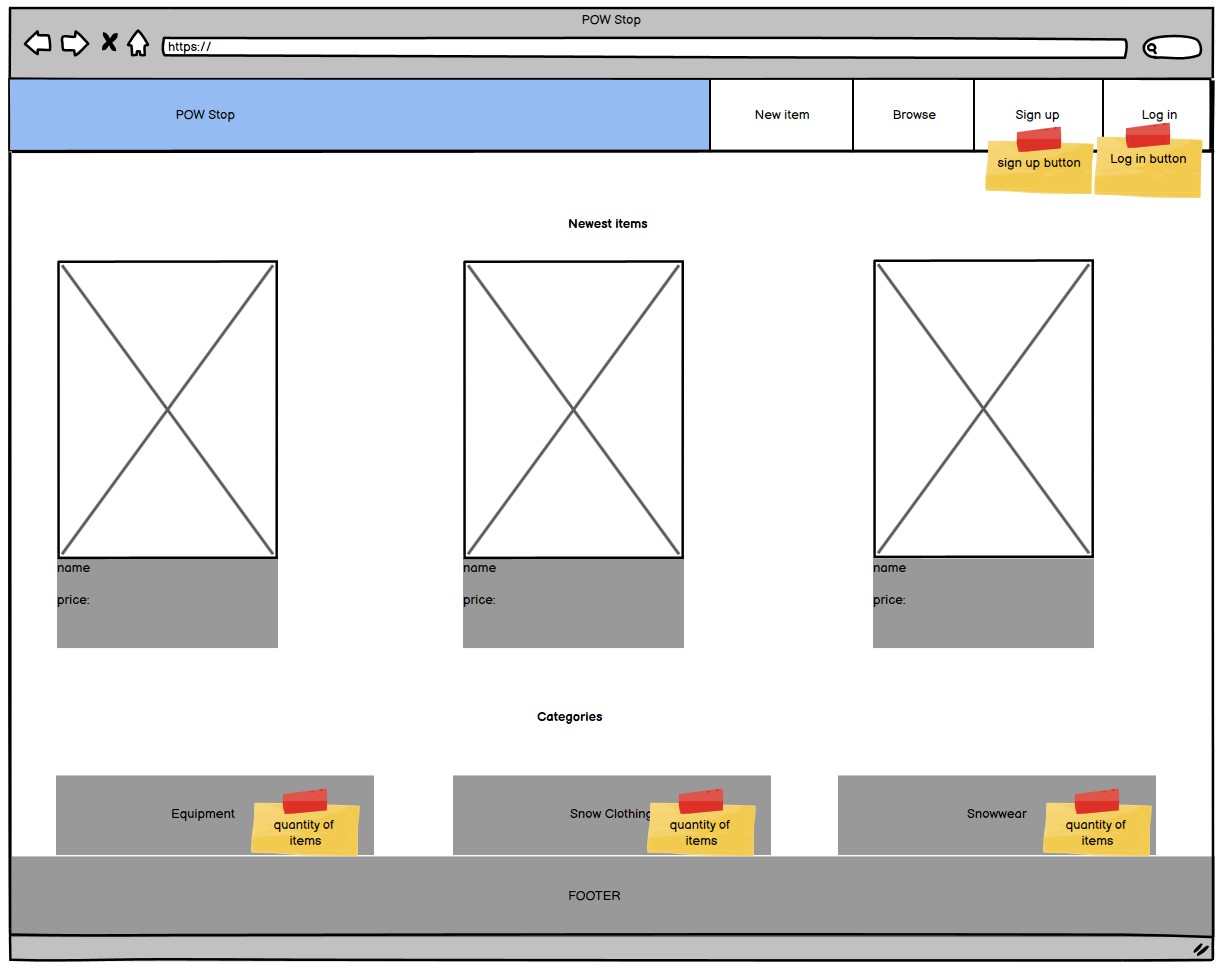 POW Stop
https://
POW Stop
New item
Browse
Sign up
Log in
sign up button
Log in button
Newest items
name
price:
name
price:
name
price:
Categories
Equipment
quantity of
items
Snow Clothing
quantity of
items
Snowwear
quantity of
items
FOOTER